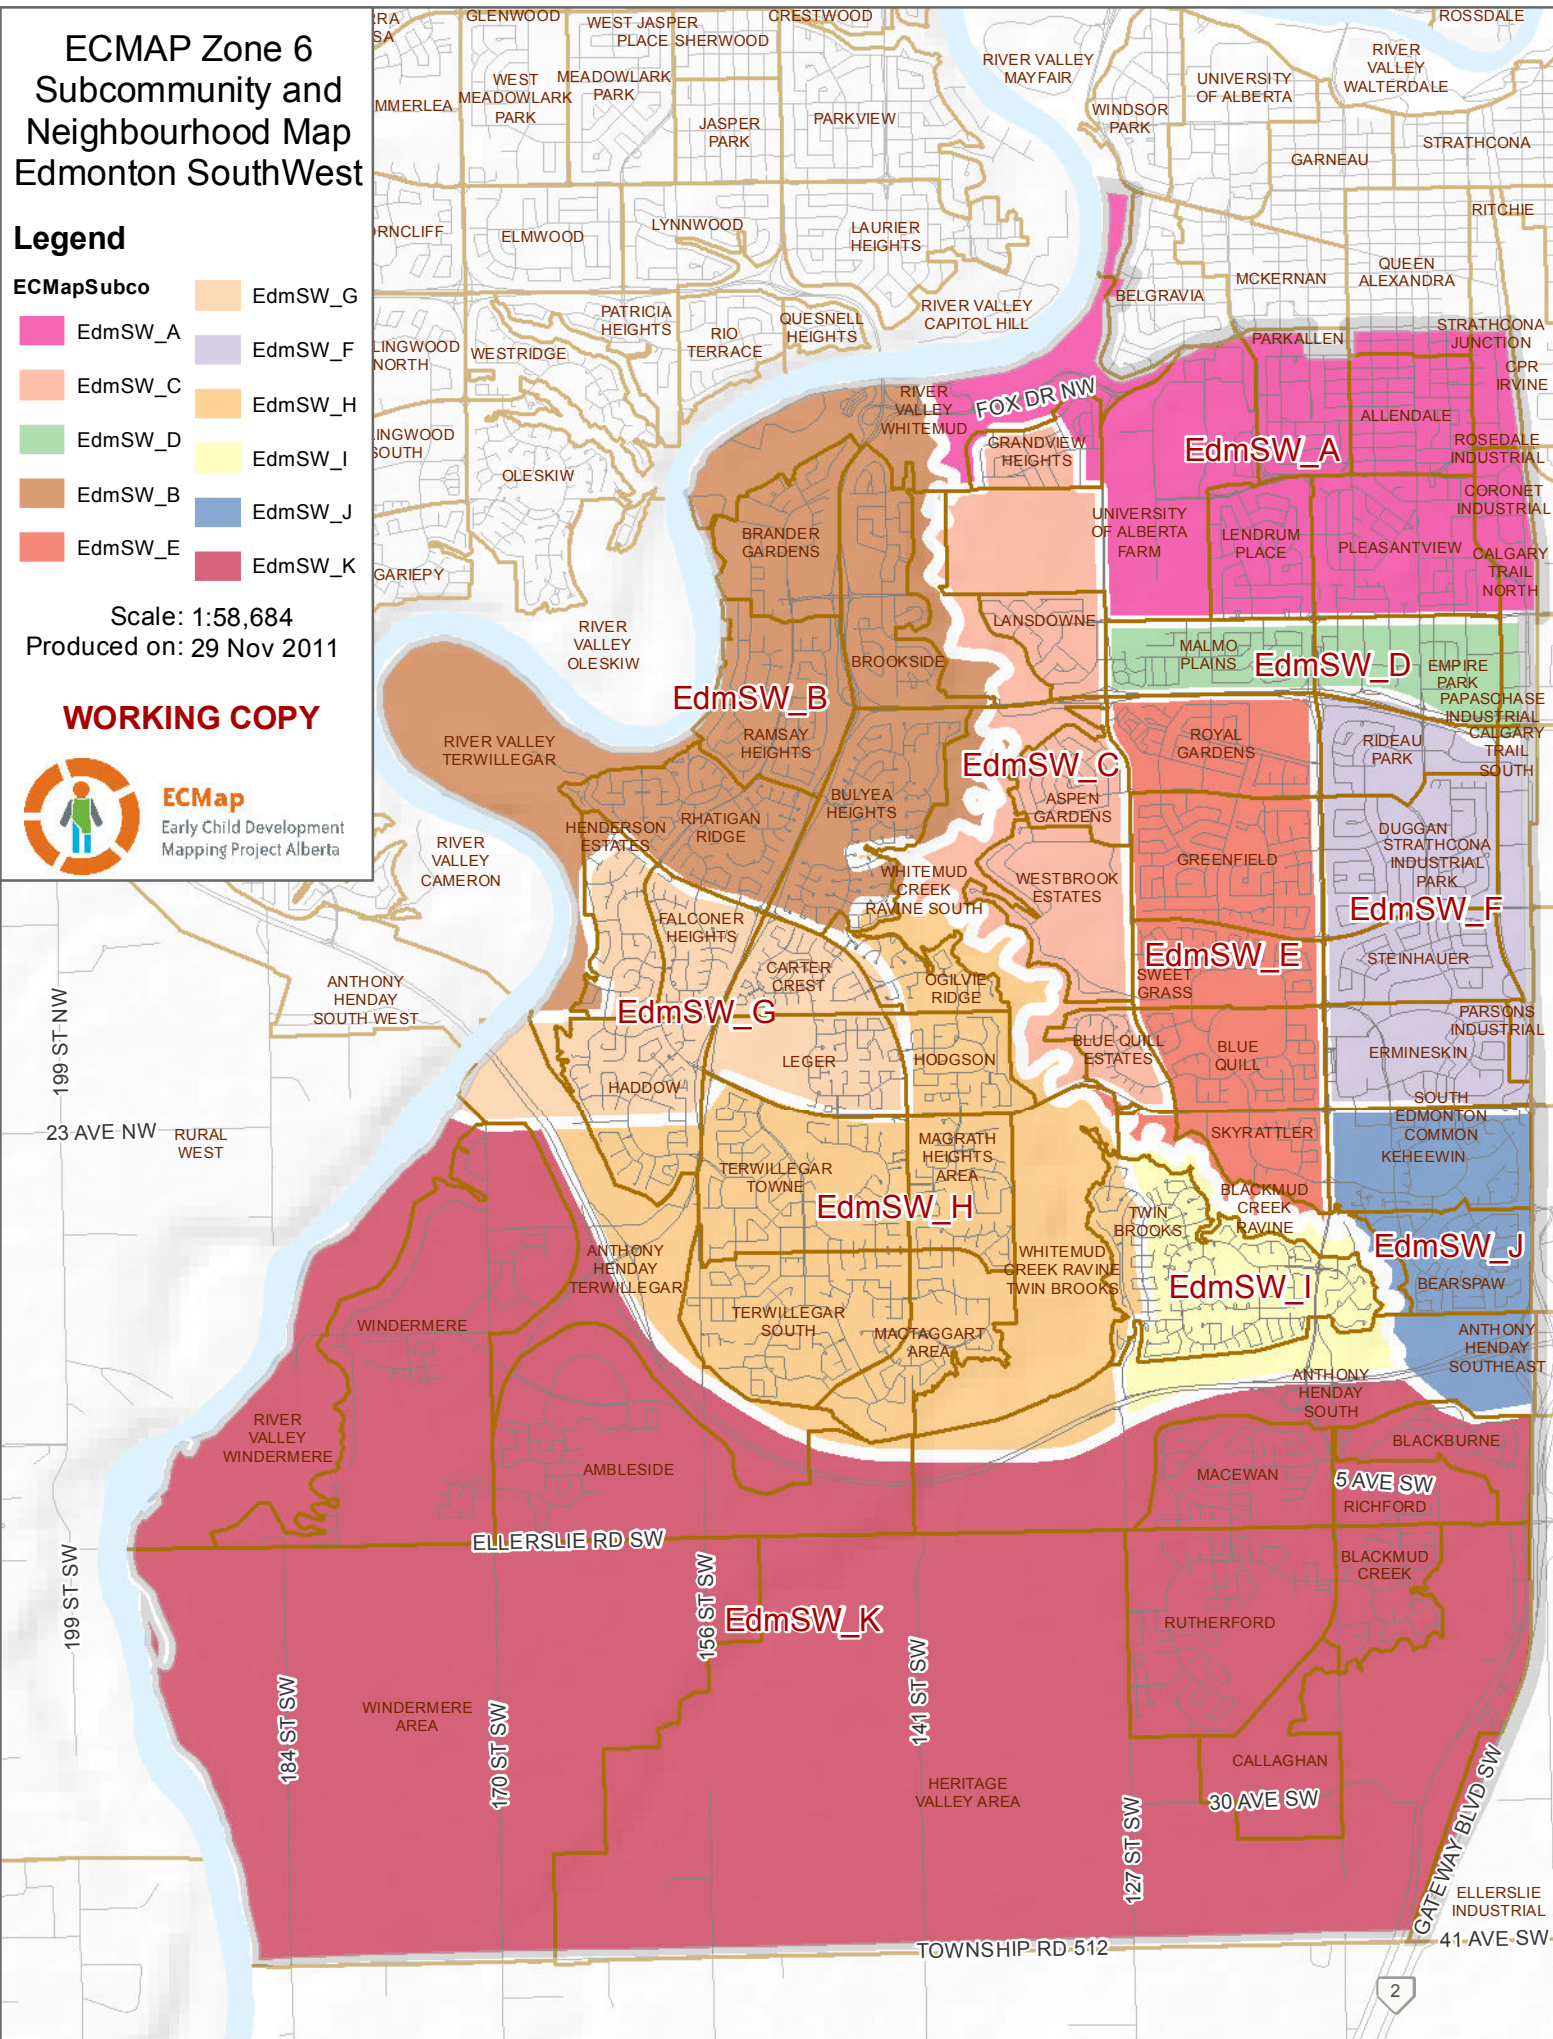 ECMAP Zone 6
Subcommunity and
Neighbourhood Map
Edmonton SouthWest
Legend
ECMapSubco
EdmSW_A
EdmSW_C
EdmSW_D
EdmSW_B
EdmSW_E
EdmSW_G
EdmSW_F
EdmSW_H
EdmSW_I
EdmSW_J
EdmSW_K
Scale: 1:58,684
Produced on: 29 Nov 2011
WORKING COPY
ECMap
Early Child Development
Mapping Project Alberta
GLENWOOD
WEST JASPER
PLACE
SHERWOOD
CRESTWOOD
ROSSDALE
RIVER VALLEY
MAYFAIR
RIVER
VALLEY
WALTERDALE
UNIVERSITY
OF ALBERTA
WEST
MEADOWLARK
PARK
MEADOWLARK
PARK
MMERLEA
JASPER
PARK
PARKVIEW
WINDSOR
PARK
GARNEAU
STRATHCONA
RITCHIE
RNCLIFF
ELMWOOD
LYNNWOOD
LAURIER
HEIGHTS
BELGRAVIA
MCKERNAN
QUEEN
ALEXANDRA
RIVER VALLEY
CAPITOL HILL
PATRICIA
HEIGHTS
RIO
TERRACE
QUESNELL
HEIGHTS
LINGWOOD
NORTH
WESTRIDGE
PARKALLEN
STRATHCONA
JUNCTION
CPR
IRVINE
RIVER
VALLEY
WHITEMUD
FOX DR NW
GRANDVIEW
HEIGHTS
EdmSW_A
ALLENDALE
ROSEDALE
INDUSTRIAL
INGWOOD
SOUTH
OLESKIW
CORONET
INDUSTRIAL
BRANDER
GARDENS
UNIVERSITY
OF ALBERTA
FARM
LENDRUM
PLACE
PLEASANTVIEW
CALGARY
TRAIL
NORTH
GARIEPY
RIVER
VALLEY
OLESKIW
LANSDOWNE
MALMO
PLAINS
EdmSW_D
EMPIRE
PARK
PAPASCHASE
INDUSTRIAL
BROOKSIDE
EdmSW_B
RAMSAY
HEIGHTS
RIVER VALLEY
TERWILLEGAR
ROYAL
GARDENS
RIDEAU
PARK
CALGARY
TRAIL
SOUTH
EdmSW_C
ASPEN
GARDENS
BULYEA
HEIGHTS
HENDERSON
ESTATES
RHATIGAN
RIDGE
DUGGAN
STRATHCONA
INDUSTRIAL
PARK
RIVER
VALLEY
CAMERON
GREENFIELD
WHITEMUD
CREEK
RAVINE SOUTH
WESTBROOK
ESTATES
EdmSW_F
FALCONER
HEIGHTS
EdmSW_E
STEINHAUER
CARTER
CREST
OGILVIE
RIDGE
SWEET
GRASS
ANTHONY
HENDAY
SOUTH WEST
EdmSW_G
PARSONS
INDUSTRIAL
199 ST NW
LEGER
HODGSON
BLUE QUILL
ESTATES
BLUE
QUILL
ERMINESKIN
HADDOW
SOUTH
EDMONTON
COMMON
23 AVE NW
RURAL
WEST
SKYRATTLER
KEHEEWIN
MAGRATH
HEIGHTS
AREA
TERWILLEGAR
TOWNE
EdmSW_H
BLACKMUD
CREEK
RAVINE
TWIN
BROOKS
EdmSW_J
ANTHONY
HENDAY
TERWILLEGAR
WHITEMUD
CREEK RAVINE
TWIN BROOKS
EdmSW_I
BEARSPAW
WINDERMERE
TERWILLEGAR
SOUTH
MACTAGGART
AREA
ANTHONY
HENDAY
SOUTHEAST
ANTHONY
HENDAY
SOUTH
RIVER
VALLEY
WINDERMERE
AMBLESIDE
BLACKBURNE
MACEWAN
5 AVE SW
RICHFORD
ELLERSLIE RD SW
199 ST SW
BLACKMUD
CREEK
156 ST SW
EdmSW_K
RUTHERFORD
184 ST SW
WINDERMERE
AREA
170 ST SW
141 ST SW
HERITAGE
VALLEY AREA
CALLAGHAN
30 AVE SW
127 ST SW
GATEWAY BLVD SW
ELLERSLIE
INDUSTRIAL
TOWNSHIP RD 512
41 AVE SW
2